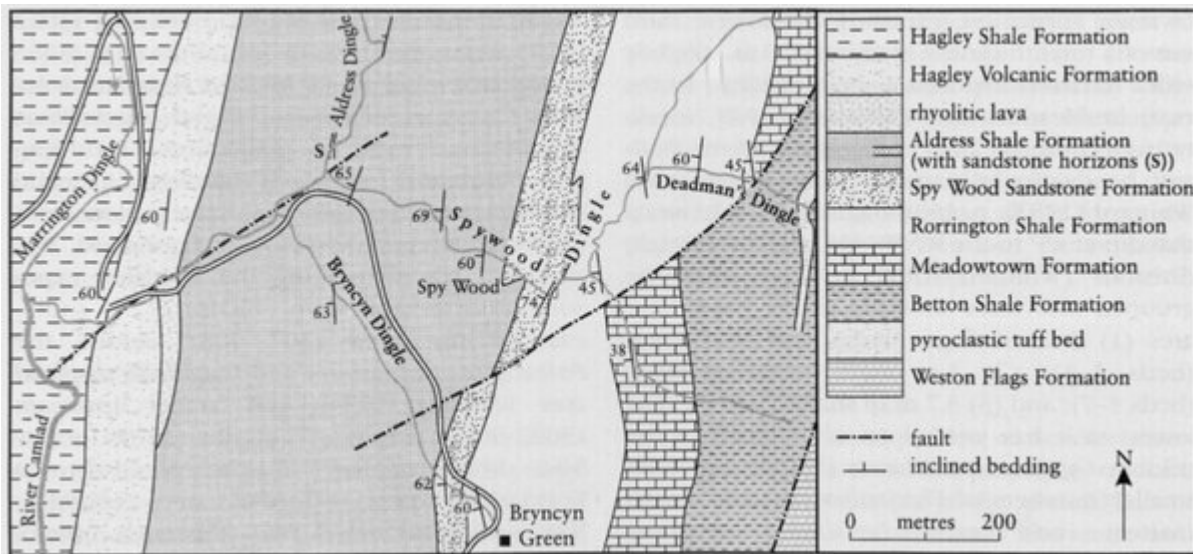 Marrington Dingle
River Camlad
60
.60
Aldress Dingle
S
65
69
Spywood
60
Spy Wood
74
Dingle
45
Bryncyn Dingle
63
62
60
Bryncyn
Green
64
60
45
Deadman's
Dingle
38
Hagley Shale Formation
Hagley Volcanic Formation
rhyolitic lava
Aldress Shale Formation
(with sandstone horizons (S))
Spy Wood Sandstone Formation
Rorrington Shale Formation
Meadowtown Formation
Betton Shale Formation
pyroclastic tuff bed
Weston Flags Formation
fault
inclined bedding
N
0 metres 200